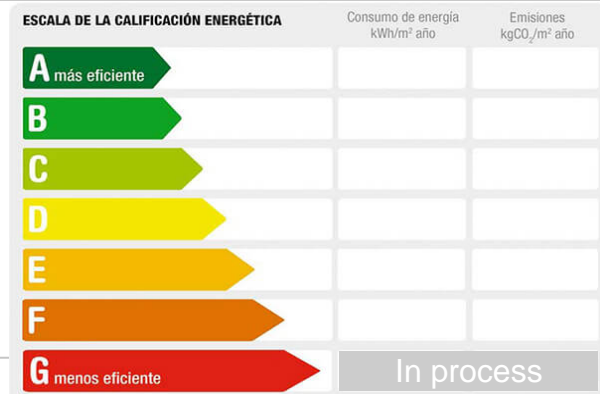 ESCALA DE LA CALIFICACIÓN ENERGÉTICA
Consumo de energía
kWh/m² año
Emisiones
kgCO₂/m² año
A más eficiente
B
C
D
E
F
G menos eficiente
In process